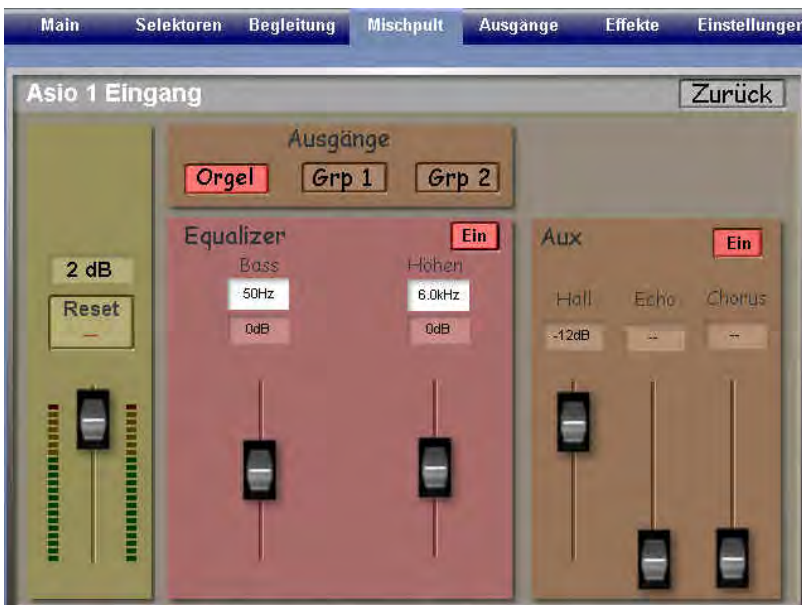 Main Selektoren Begleitung Mischpult Ausgänge Effekte Einstellungen
Asio 1 Eingang Zurück
Ausgänge
Orgel Grp 1 Grp 2
Equalizer Ein
Bass Höhen
50Hz 6.0kHz
0dB 0dB
2 dB
Reset
--
Aux Ein
Hall Echo Chorus
-12dB -- --